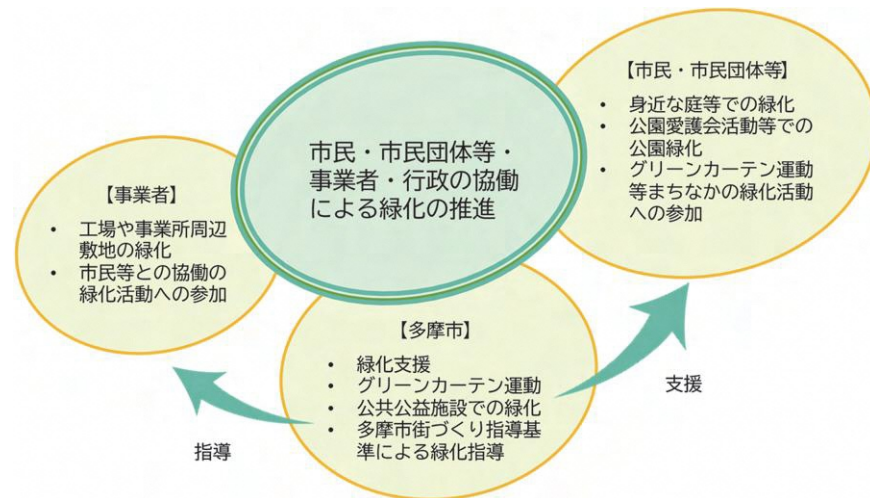 市民・市民団体等・
事業者・行政の協働
による緑化の推進
【市民・市民団体等】
• 身近な庭等での緑化
• 公園愛護会活動等での
公園緑化
• グリーンカーテン運動
等まちなかの緑化活動
への参加
【事業者】
• 工場や事業所周辺
敷地の緑化
• 市民等との協働の
緑化活動への参加
【多摩市】
• 緑化支援
• グリーンカーテン運動
• 公共公益施設での緑化
• 多摩市街づくり指導基
準による緑化指導
指導
支援